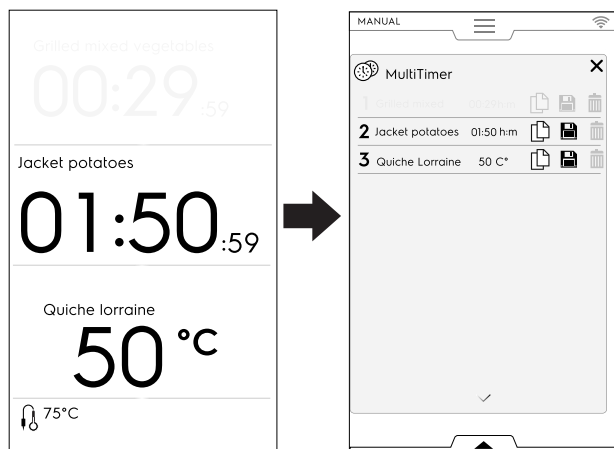 Grilled mixed vegetables
00:29:59
Jacket potatoes
01:50:59
Quiche lorraine
50 °C
75°C
MANUAL
MultiTimer
1 Grilled mixed 00:29h:m
2 Jacket potatoes 01:50 h:m
3 Quiche Lorraine 50 C°